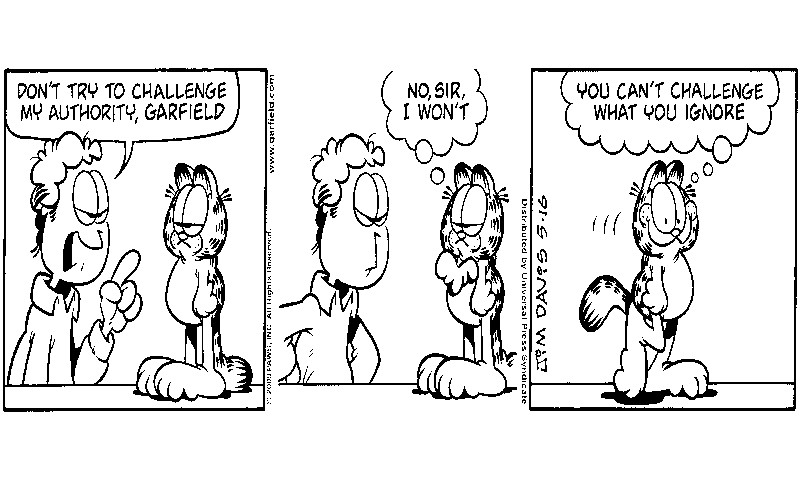 DON'T TRY TO CHALLENGE
MY AUTHORITY, GARFIELD
www.garfield.com
NO, SIR,
I WON'T
Distributed by Universal Press Syndicate
YOU CAN'T CHALLENGE
WHAT YOU IGNORE
JIM DAVIS 5-16